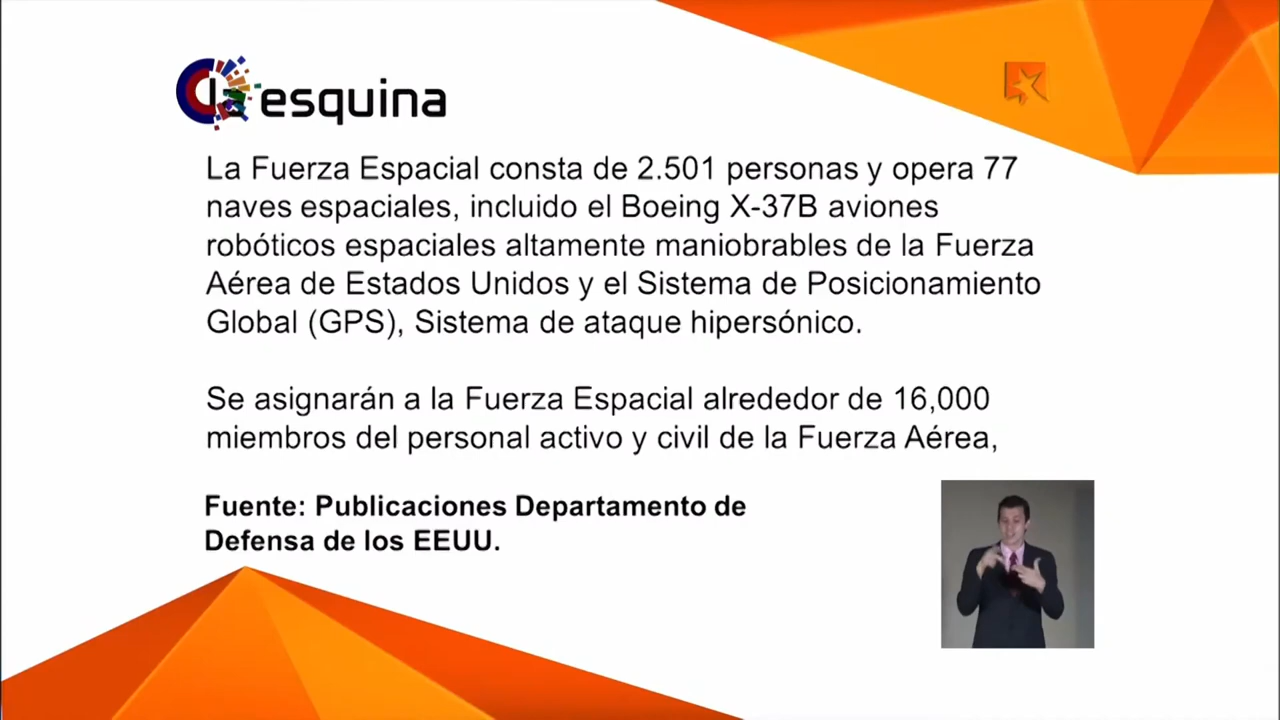 La esquina
La Fuerza Espacial consta de 2.501 personas y opera 77
naves espaciales, incluido el Boeing X-37B aviones
robóticos espaciales altamente maniobrables de la Fuerza
Aérea de Estados Unidos y el Sistema de Posicionamiento
Global (GPS), Sistema de ataque hipersónico.
Se asignarán a la Fuerza Espacial alrededor de 16,000
miembros del personal activo y civil de la Fuerza Aérea,
Fuente: Publicaciones Departamento de
Defensa de los EEUU.